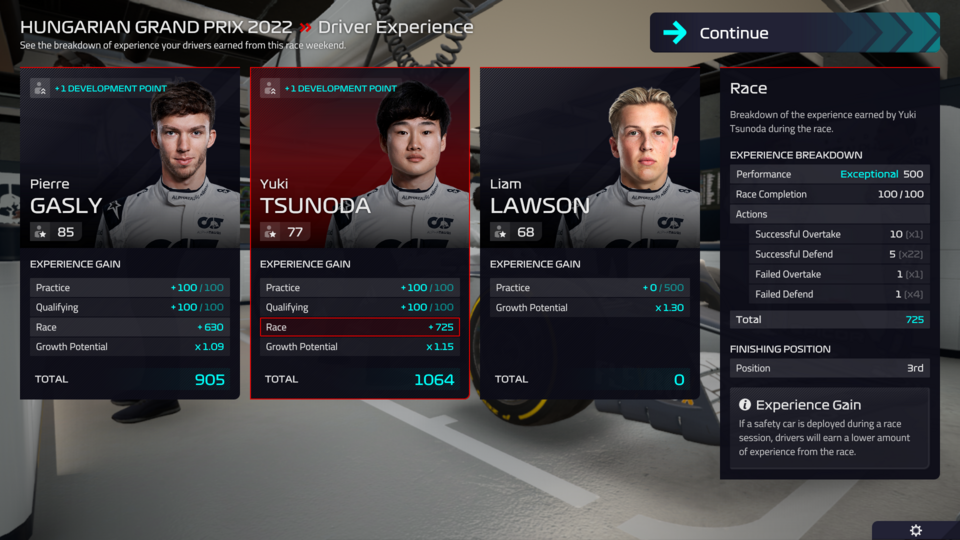 HUNGARIAN GRAND PRIX 2022 » Driver Experience
See the breakdown of experience your drivers earned from this race weekend.
Continue
+1 DEVELOPMENT POINT
Pierre
GASLY
85
EXPERIENCE GAIN
Practice +100 / 100
Qualifying +100 / 100
Race +630
Growth Potential x 1.09
TOTAL 905
+1 DEVELOPMENT POINT
Yuki
TSUNODA
77
EXPERIENCE GAIN
Practice +100 / 100
Qualifying +100 / 100
Race +725
Growth Potential x 1.15
TOTAL 1064
Liam
LAWSON
68
EXPERIENCE GAIN
Practice +0 / 500
Growth Potential x 1.30
TOTAL 0
Race
Breakdown of the experience earned by Yuki
Tsunoda during the race.
EXPERIENCE BREAKDOWN
Performance Exceptional 500
Race Completion 100 / 100
Actions
Successful Overtake 10 (x1)
Successful Defend 5 (x22)
Failed Overtake 1 (x1)
Failed Defend 1 (x4)
Total 725
FINISHING POSITION
Position 3rd
Experience Gain
If a safety car is deployed during a race
session, drivers will earn a lower amount
of experience from the race.